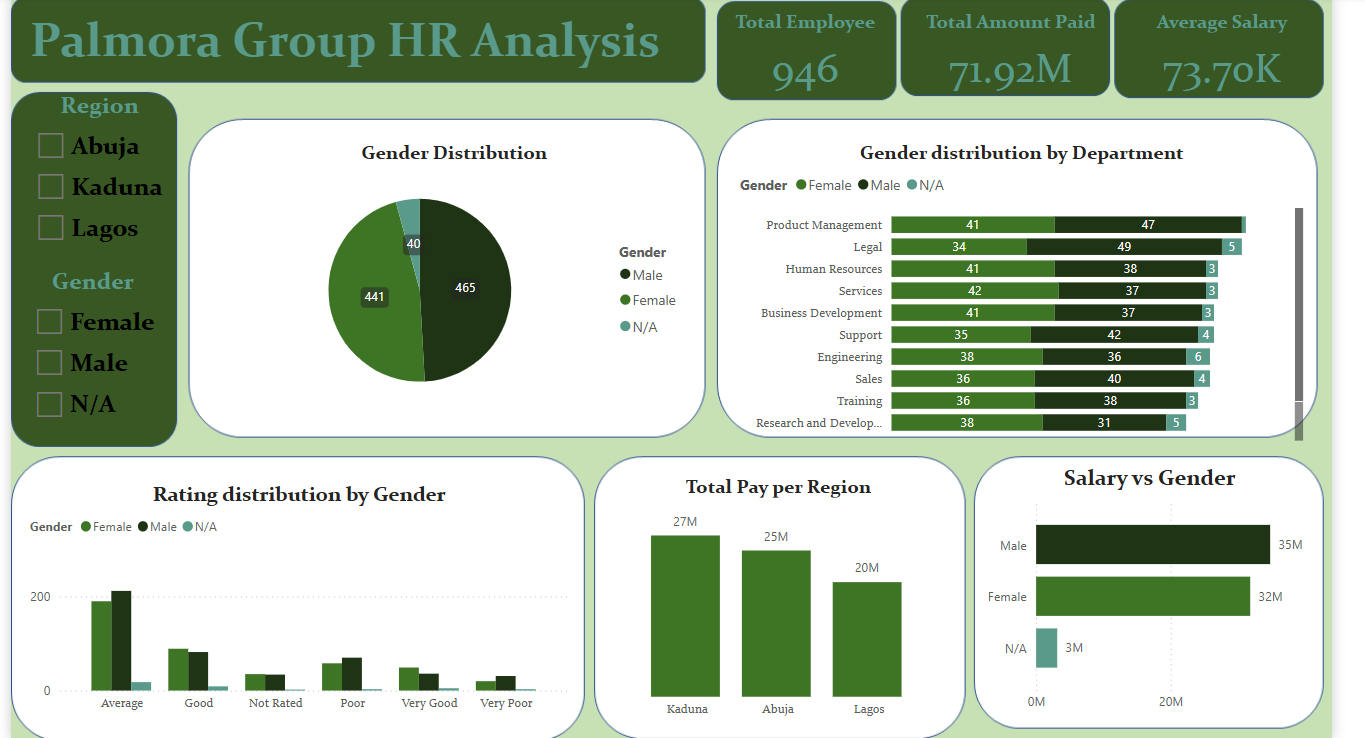 Palmora Group HR Analysis
Total Employee
946
Total Amount Paid
71.92M
Average Salary
73.70K
Region
Abuja
Kaduna
Lagos
Gender
Female
Male
N/A
Gender Distribution
40
441
465
Gender
Male
Female
N/A
Gender distribution by Department
Gender Female Male N/A
Product Management 41 47
Legal 34 49 5
Human Resources 41 38 3
Services 42 37 3
Business Development 41 37 3
Support 35 42 4
Engineering 38 36 6
Sales 36 40 4
Training 36 38 3
Research and Develop... 38 31 5
Rating distribution by Gender
Gender Female Male N/A
200
0
Average Good Not Rated Poor Very Good Very Poor
Total Pay per Region
27M
25M
20M
Kaduna Abuja Lagos
Salary vs Gender
Male 35M
Female 32M
N/A 3M
0M 20M